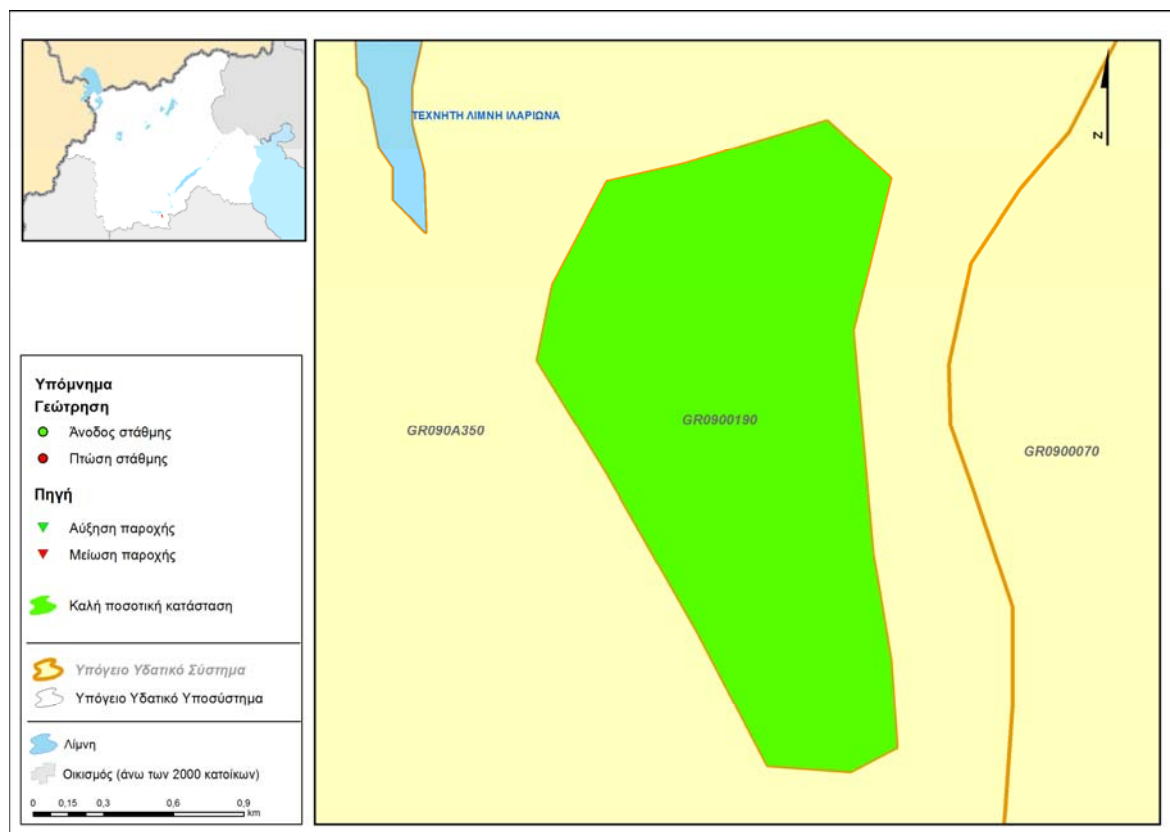 ΤΕΧΝΗΤΗ ΛΙΜΝΗ ΙΛΑΡΙΩΝΑ
Z
GR090A350
GR0900190
GR0900070
Υπόμνημα
Γεώτρηση
Άνοδος στάθμης
Πτώση στάθμης
Πηγή
Αύξηση παροχής
Μείωση παροχής
Καλή ποσοτική κατάσταση
Υπόγειο Υδατικό Σύστημα
Υπόγειο Υδατικό Υποσύστημα
Λίμνη
Οικισμός (άνω των 2000 κατοίκων)
0 0,15 0,3 0,6 0,9
km